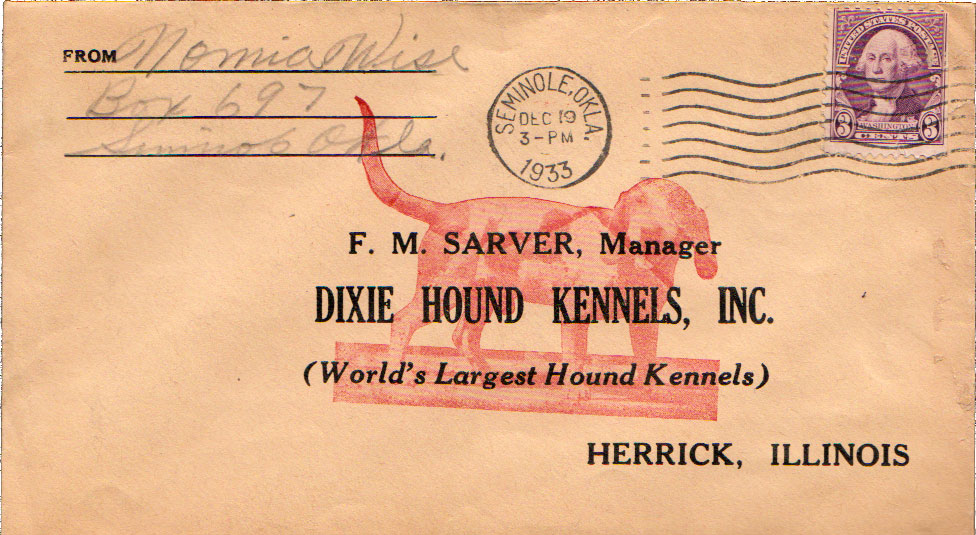 FROM Nomia Wise
Box 697
Okla.
SEMINOLE, OKLA.
DEC 19
3-PM
1933
UNITED STATES POSTAGE
3 WASHINGTON 3
CENTS
F. M. SARVER, Manager
DIXIE HOUND KENNELS, INC.
(World's Largest Hound Kennels)
HERRICK, ILLINOIS